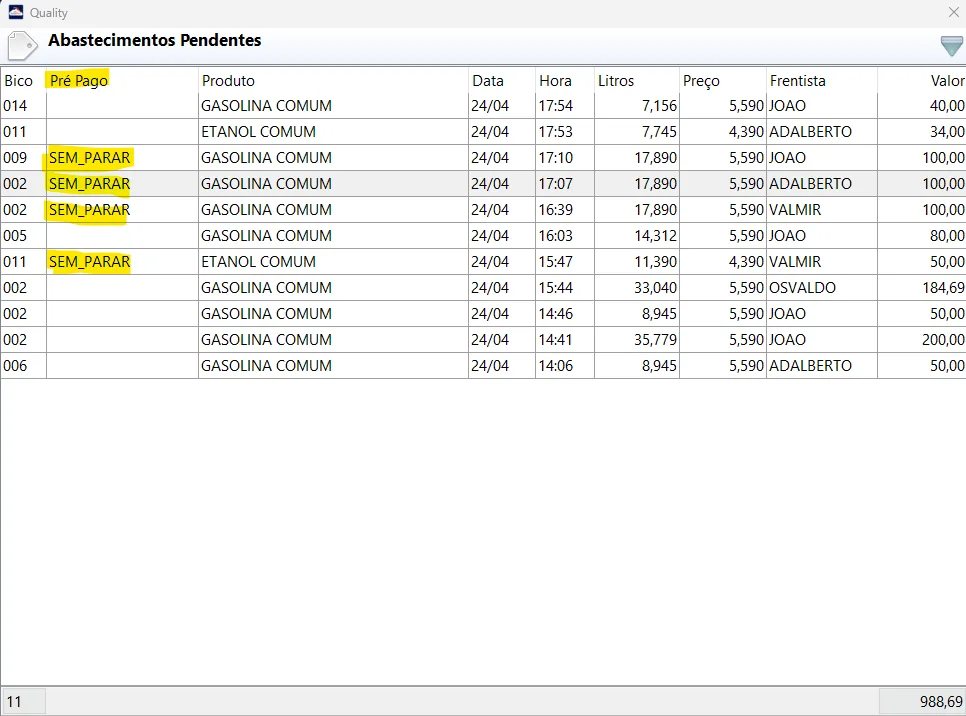 Quality
Abastecimentos Pendentes
Bico Pré Pago Produto Data Hora Litros Preço Frentista Valor
014 GASOLINA COMUM 24/04 17:54 7,156 5,590 JOAO 40,00
011 ETANOL COMUM 24/04 17:53 7,745 4,390 ADALBERTO 34,00
009 SEM_PARAR GASOLINA COMUM 24/04 17:10 17,890 5,590 JOAO 100,00
002 SEM_PARAR GASOLINA COMUM 24/04 17:07 17,890 5,590 ADALBERTO 100,00
002 SEM_PARAR GASOLINA COMUM 24/04 16:39 17,890 5,590 VALMIR 100,00
005 GASOLINA COMUM 24/04 16:03 14,312 5,590 JOAO 80,00
011 SEM_PARAR ETANOL COMUM 24/04 15:47 11,390 4,390 VALMIR 50,00
002 GASOLINA COMUM 24/04 15:44 33,040 5,590 OSVALDO 184,69
002 GASOLINA COMUM 24/04 14:46 8,945 5,590 JOAO 50,00
002 GASOLINA COMUM 24/04 14:41 35,779 5,590 JOAO 200,00
006 GASOLINA COMUM 24/04 14:06 8,945 5,590 ADALBERTO 50,00
11 988,69